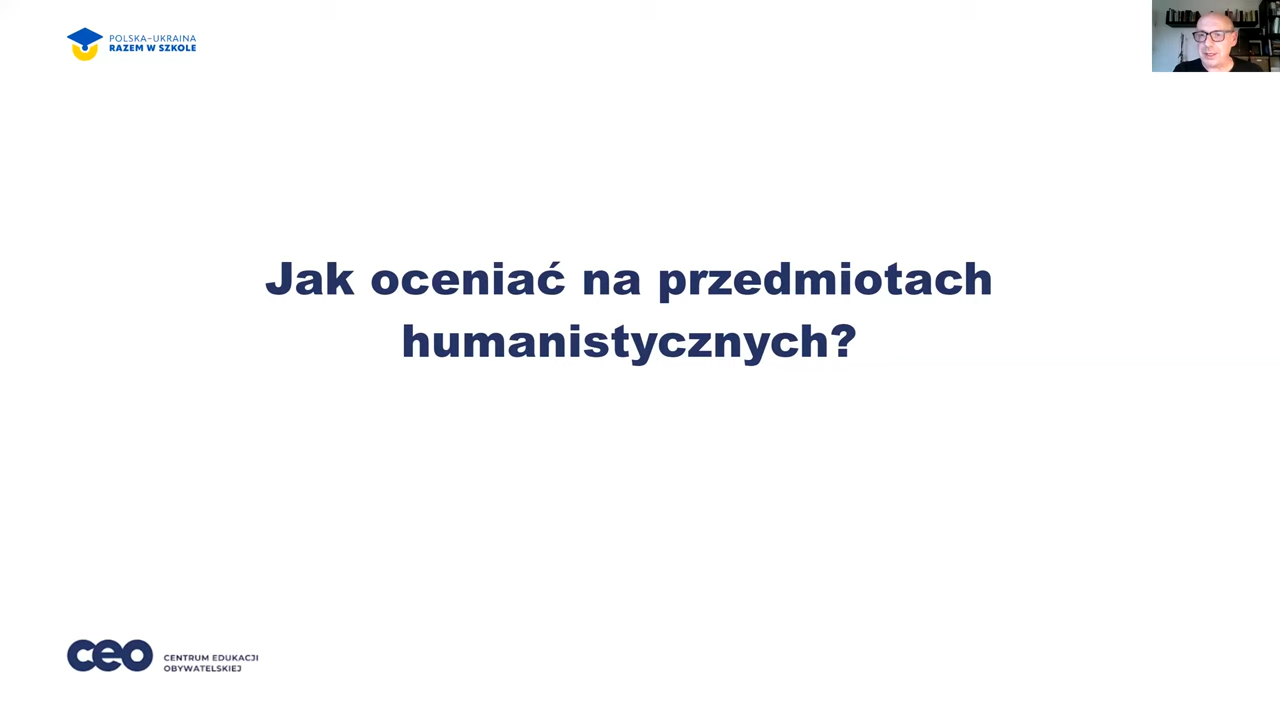 POLSKA–UKRAINA
RAZEM W SZKOLE
Jak oceniać na przedmiotach
humanistycznych?
ceo
CENTRUM EDUKACJI
OBYWATELSKIEJ